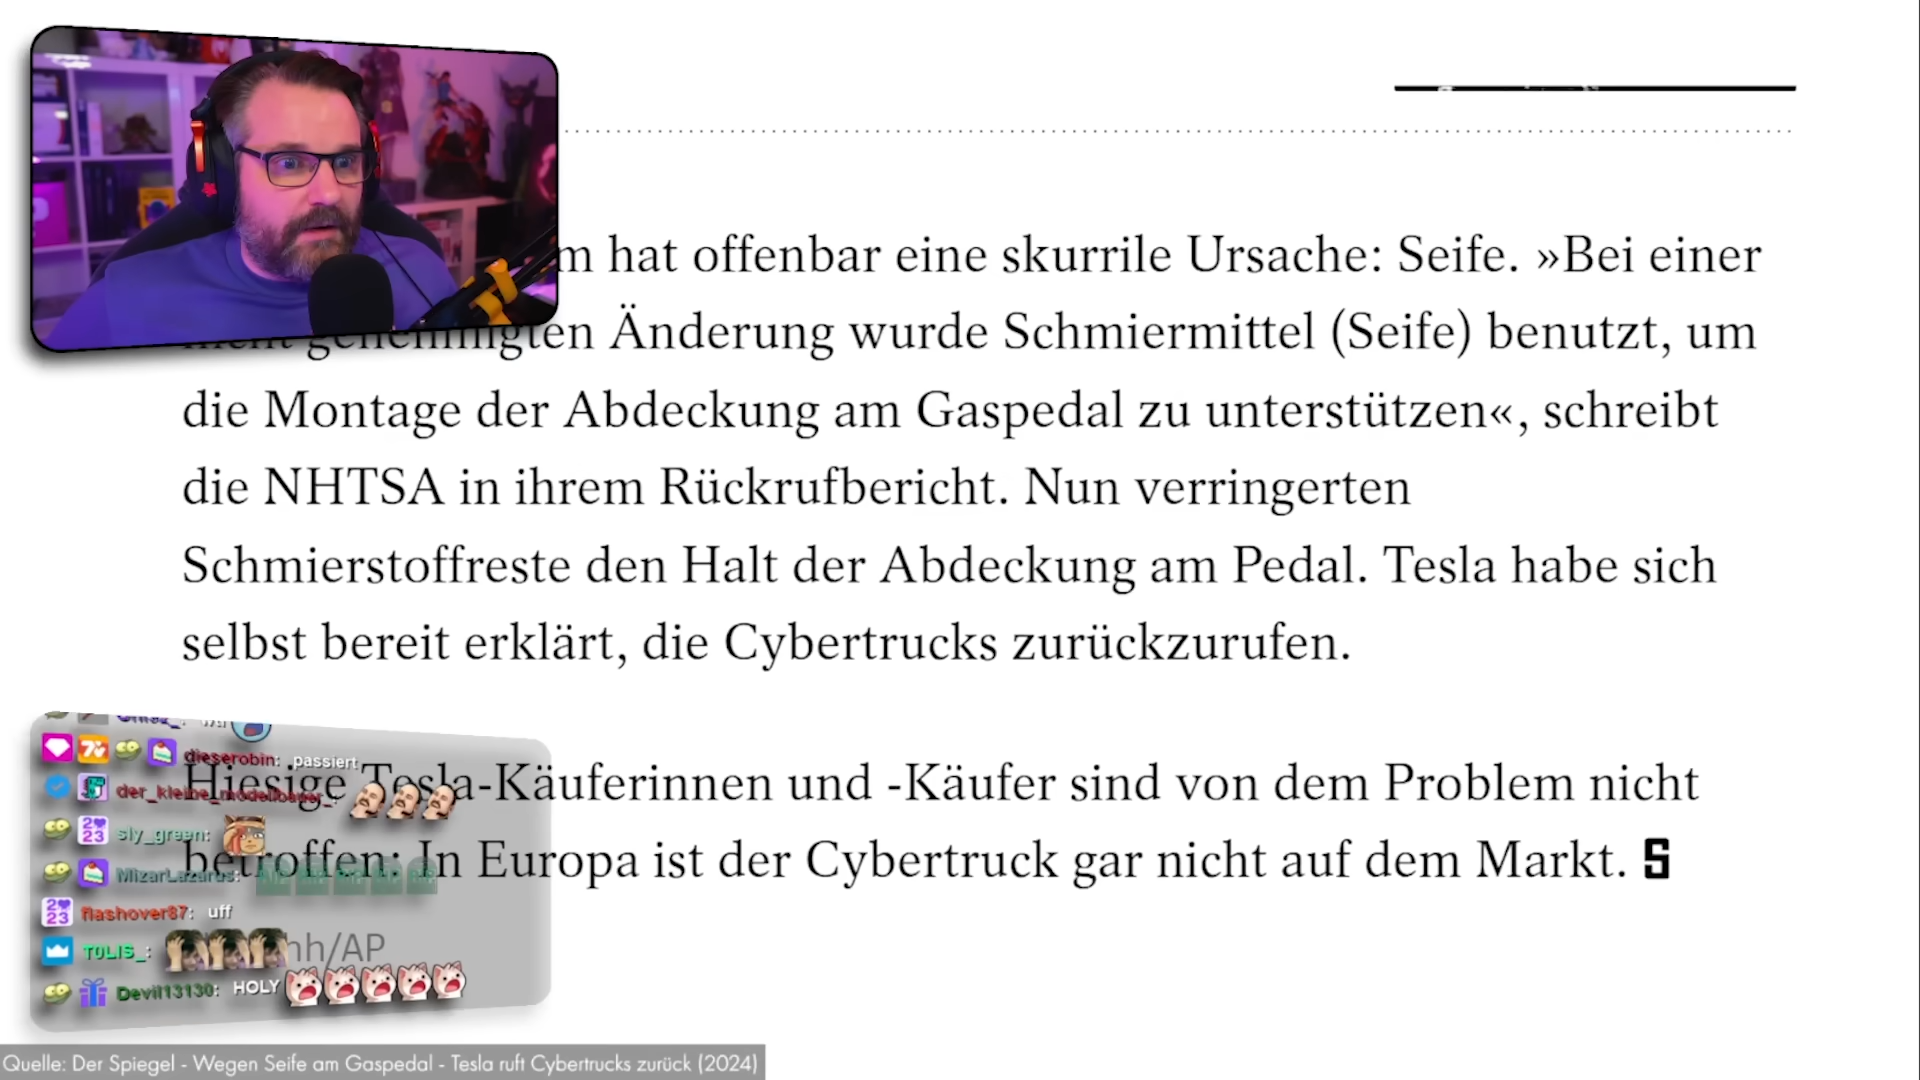 m hat offenbar eine skurrile Ursache: Seife. »Bei einer
nicht genehmigten Änderung wurde Schmiermittel (Seife) benutzt, um
die Montage der Abdeckung am Gaspedal zu unterstützen«, schreibt
die NHTSA in ihrem Rückrufbericht. Nun verringerten
Schmierstoffreste den Halt der Abdeckung am Pedal. Tesla habe sich
selbst bereit erklärt, die Cybertrucks zurückzurufen.
Hiesige Tesla-Käuferinnen und -Käufer sind von dem Problem nicht
betroffen: In Europa ist der Cybertruck gar nicht auf dem Markt. S
hh/AP
dieserobin: passiert
der_kleine_modellbauer_:
sly_green:
MizarLazarus:
flashover87: uff
T0LIS_:
Devil13130: HOLY
Quelle: Der Spiegel - Wegen Seife am Gaspedal - Tesla ruft Cybertrucks zurück (2024)